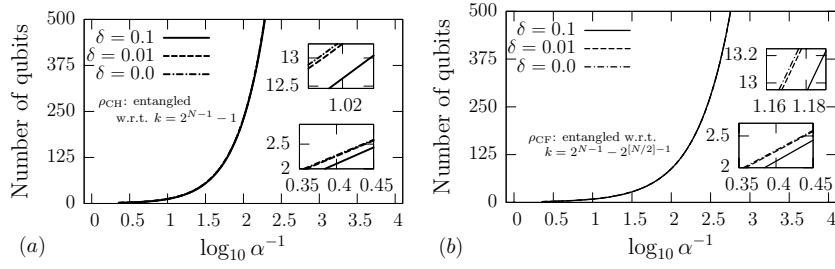 Number of qubits
500
375
250
125
0
δ = 0.1
δ = 0.01
δ = 0.0
ρCH: entangled
w.r.t. k = 2^{N−1} − 1
13
12.5
1.02
2.5
2
0.35 0.4 0.45
0 0.5 1 1.5 2 2.5 3 3.5 4
(a)
log₁₀ α⁻¹
Number of qubits
500
375
250
125
0
δ = 0.1
δ = 0.01
δ = 0.0
ρCF: entangled w.r.t.
k = 2^{N−1} − 2^{[N/2]−1}
13.2
13
1.16 1.18
2.5
2
0.35 0.4 0.45
0 0.5 1 1.5 2 2.5 3 3.5 4
(b)
log₁₀ α⁻¹